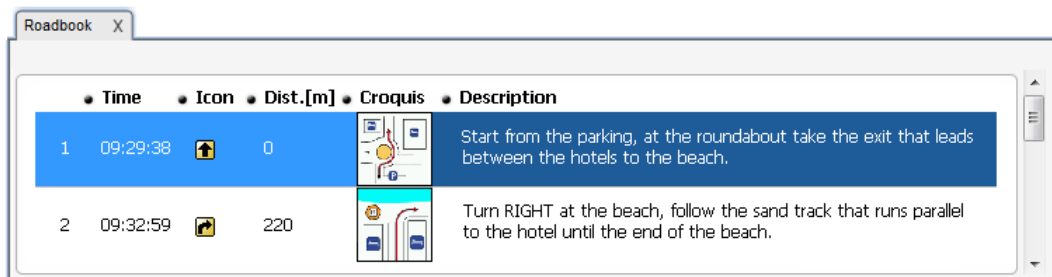 Roadbook X
Time Icon Dist.[m] Croquis Description
1 09:29:38 0 Start from the parking, at the roundabout take the exit that leads
between the hotels to the beach.
2 09:32:59 220 Turn RIGHT at the beach, follow the sand track that runs parallel
to the hotel until the end of the beach.